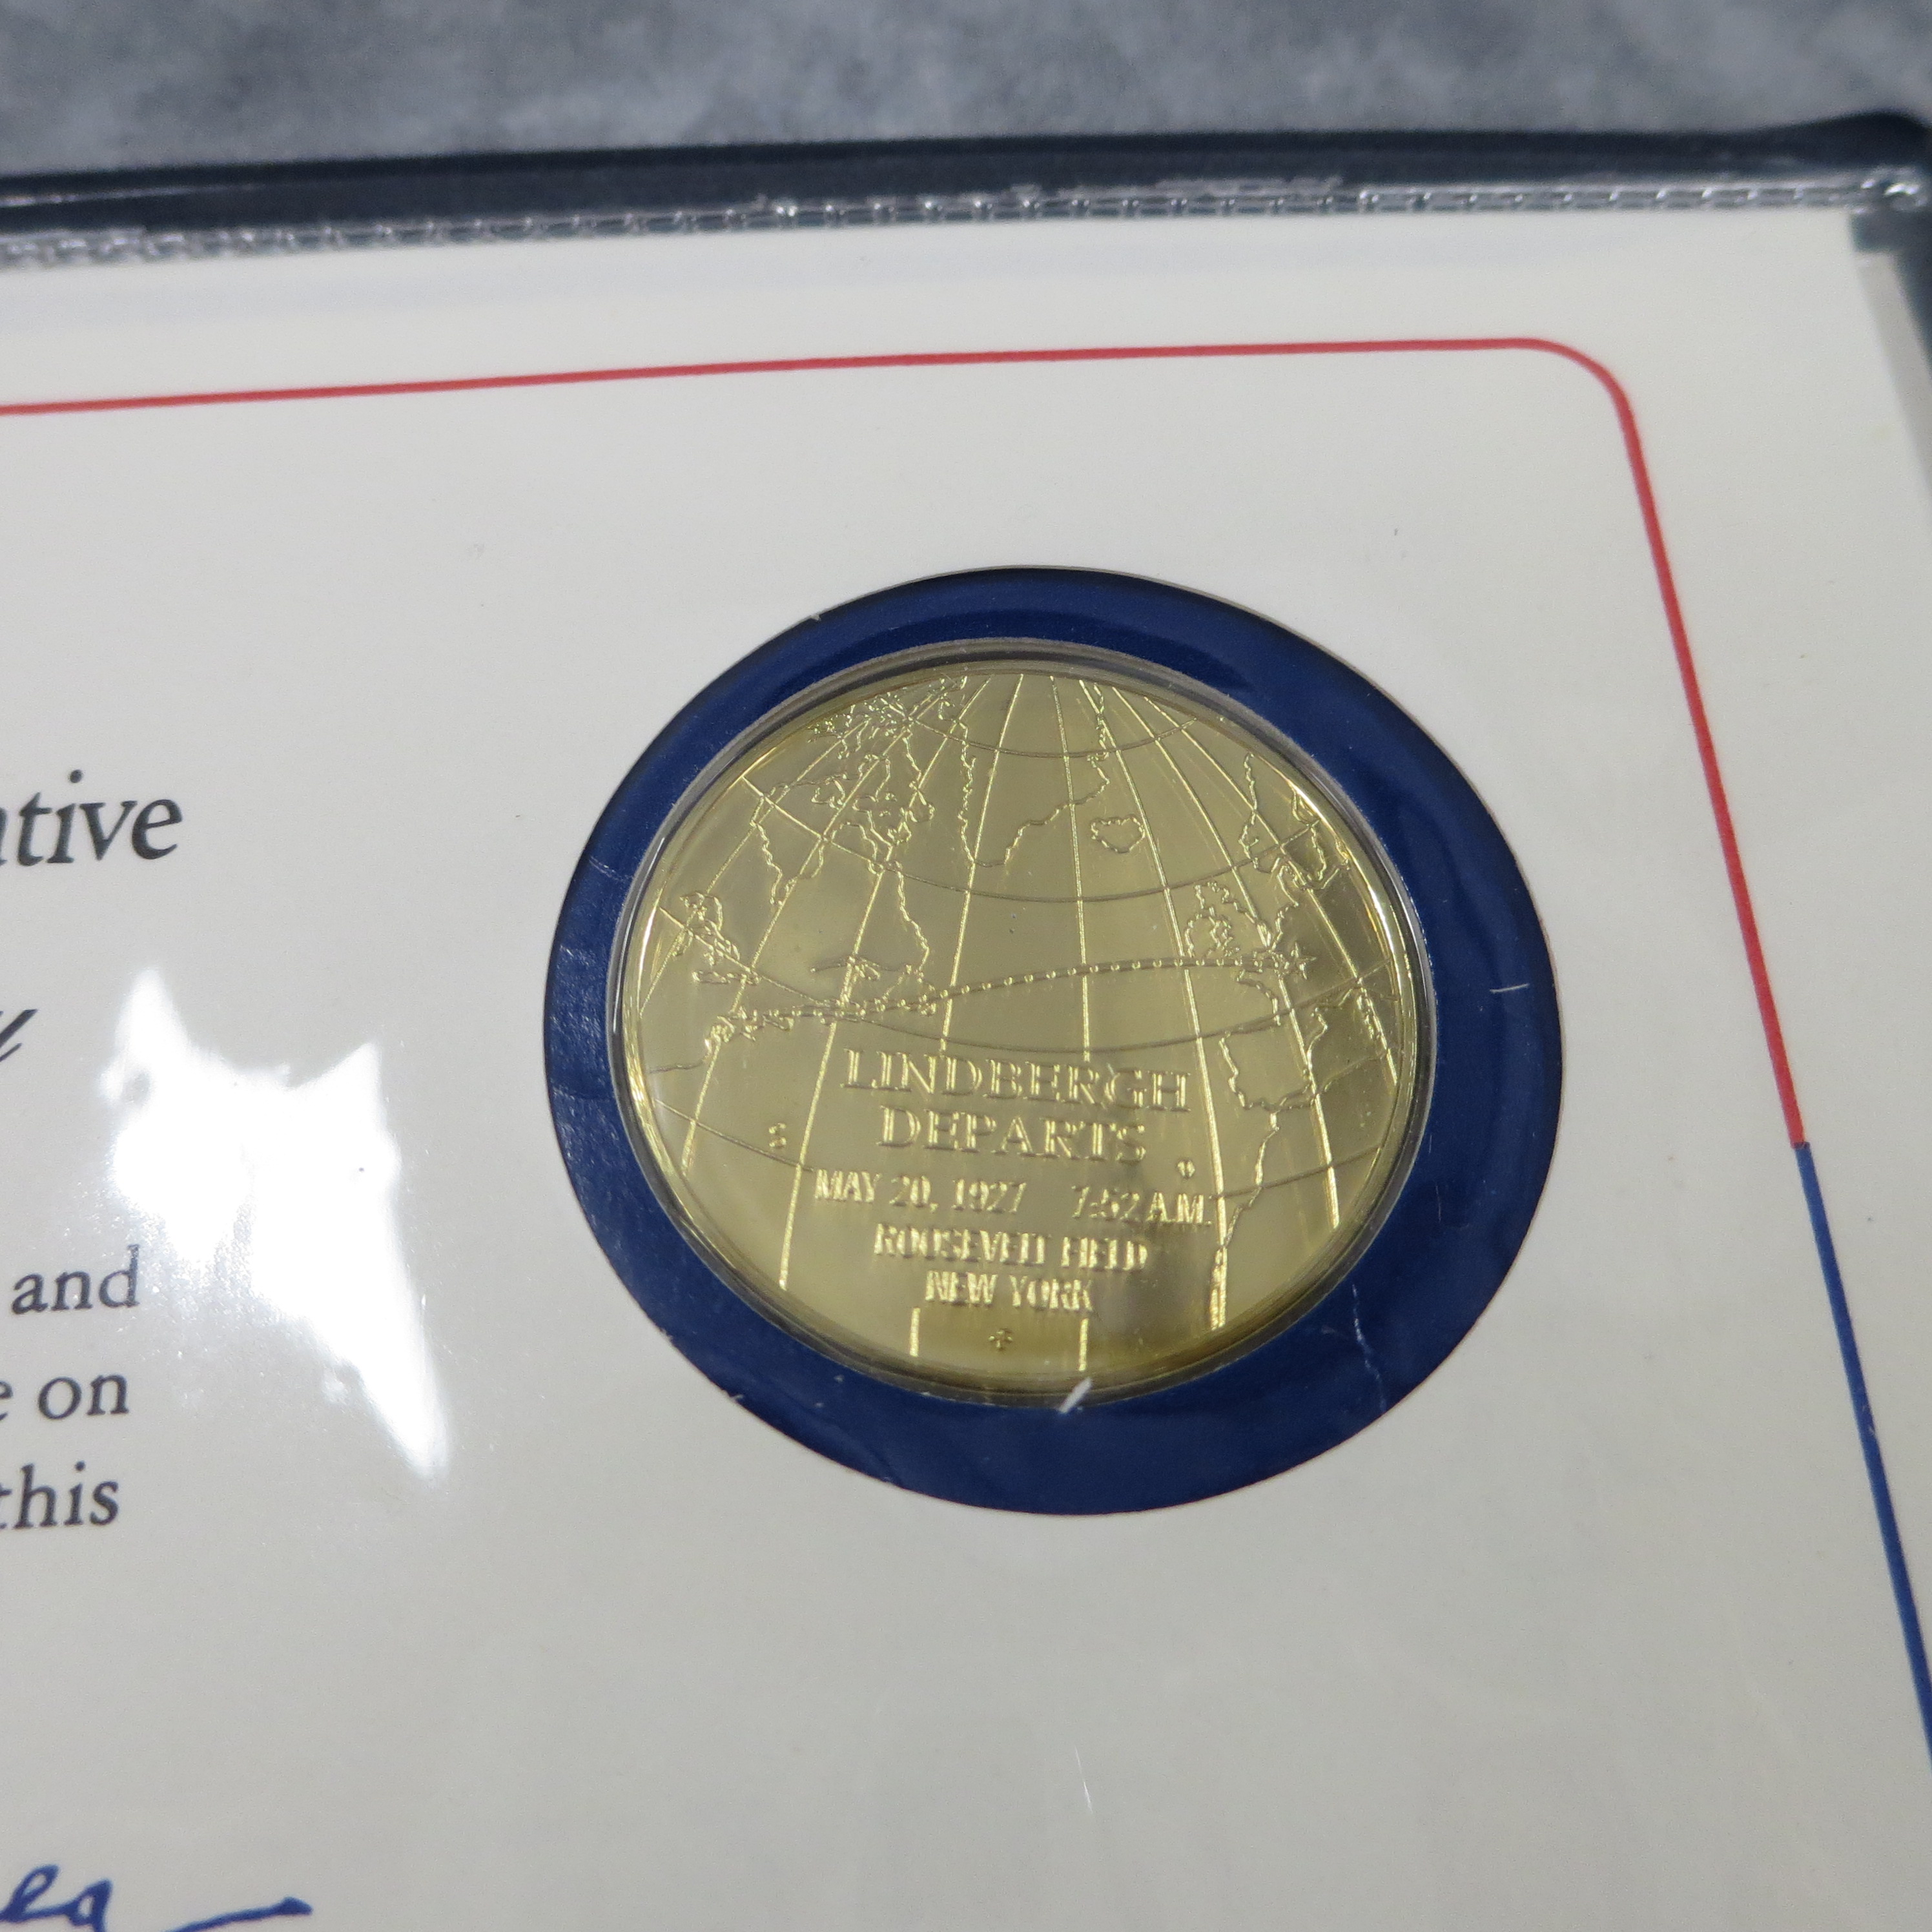 ative
and
e on
this
LINDBERGH
DEPARTS
MAY 20, 1927 7:52 A.M.
ROOSEVELT FIELD
NEW YORK